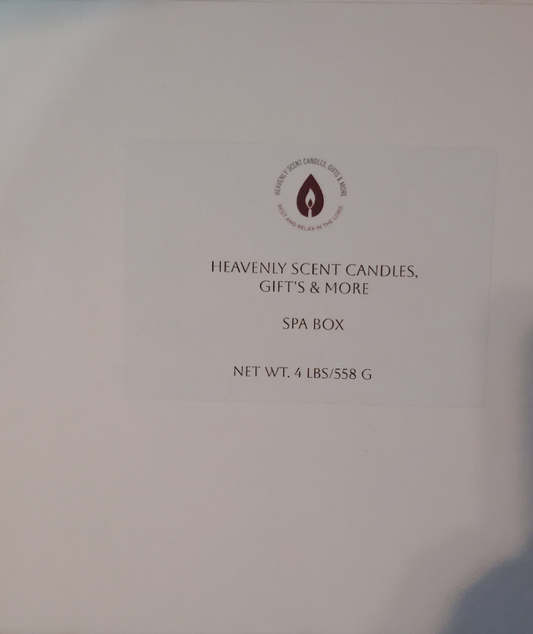 HEAVENLY SCENT CANDLES, GIFTS & MORE
REST AND RELAX IN THE LORD
HEAVENLY SCENT CANDLES,
GIFT'S & MORE
SPA BOX
NET WT. 4 LBS/558 G